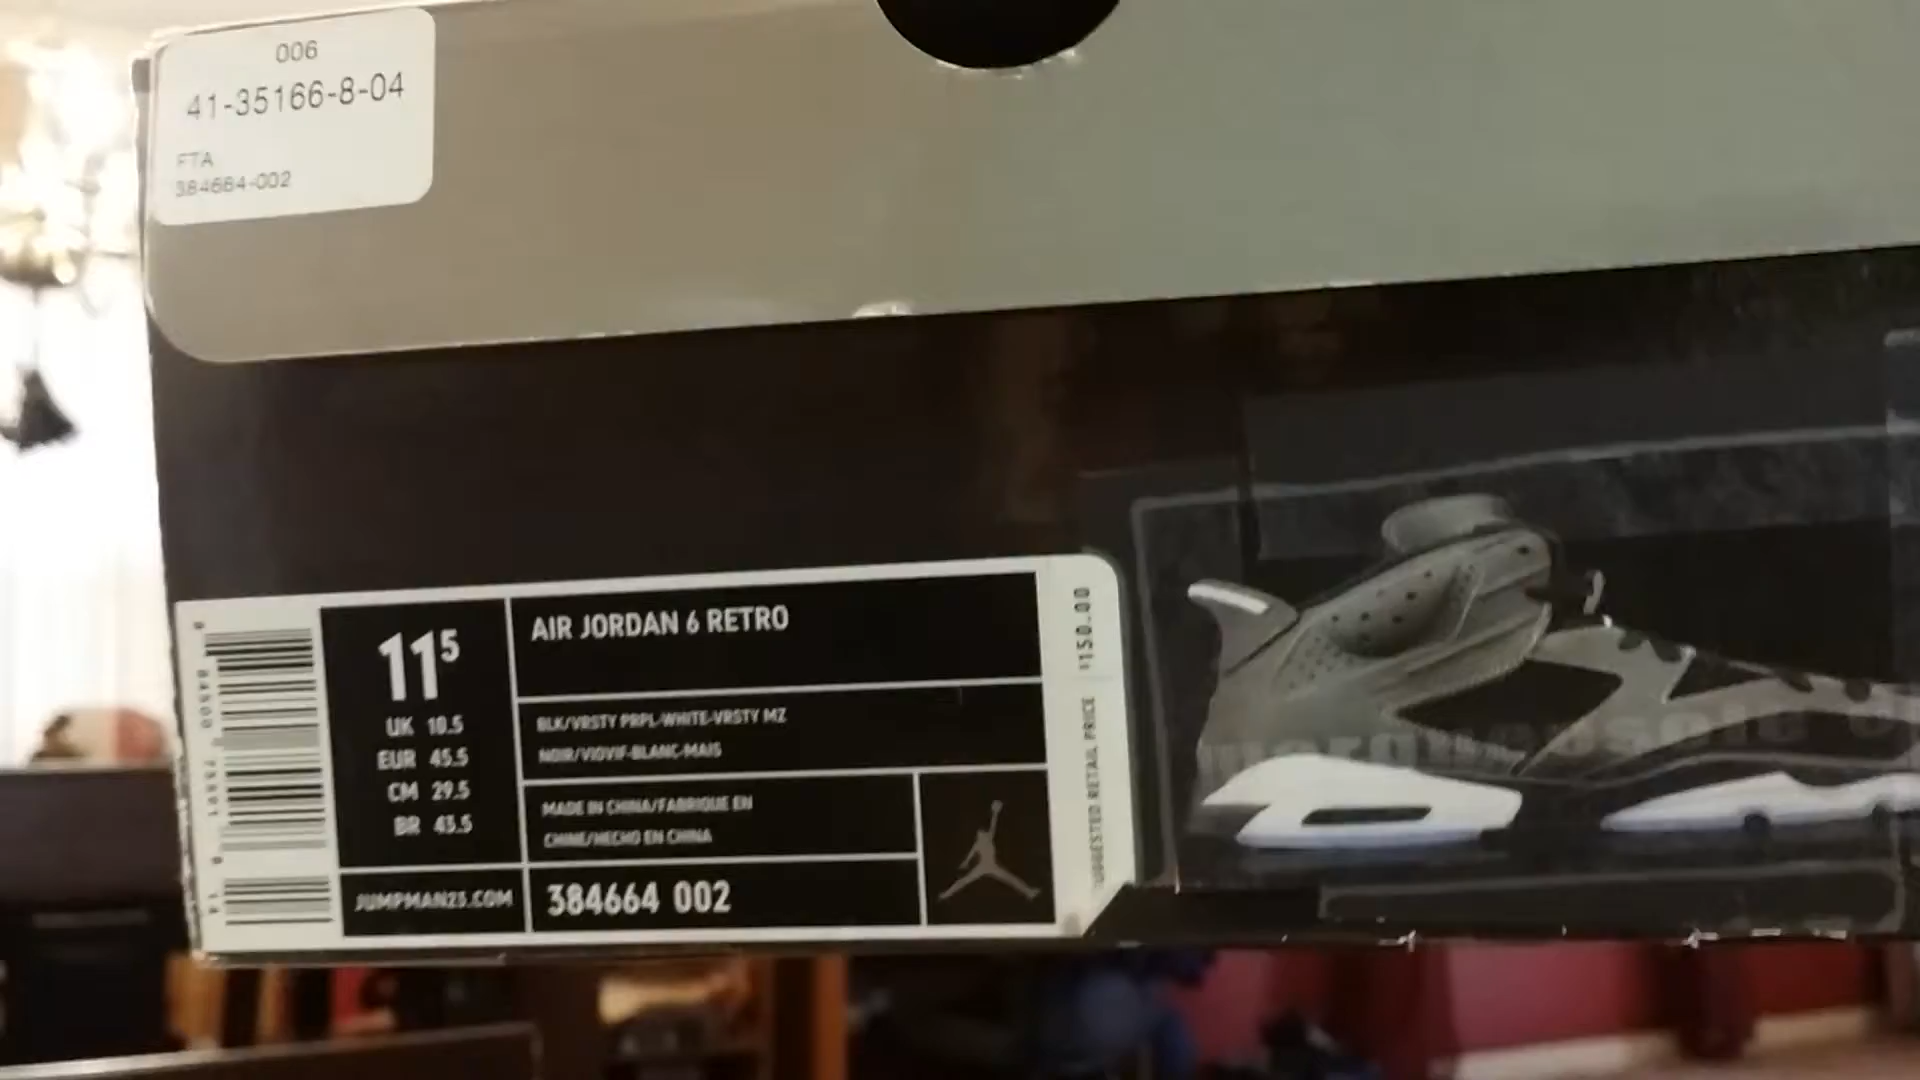 006
41-35166-8-04
FTA
384664-002
11⁵
UK 10.5
EUR 45.5
CM 29.5
BR 43.5
JUMPMAN23.COM
AIR JORDAN 6 RETRO
BLK/VRSTY PRPL-WHITE-VRSTY MZ
NOIR/VIOVIF-BLANC-MAIS
MADE IN CHINA/FABRIQUE EN
CHINE/HECHO EN CHINA
384664 002
SUGGESTED RETAIL PRICE $150.00